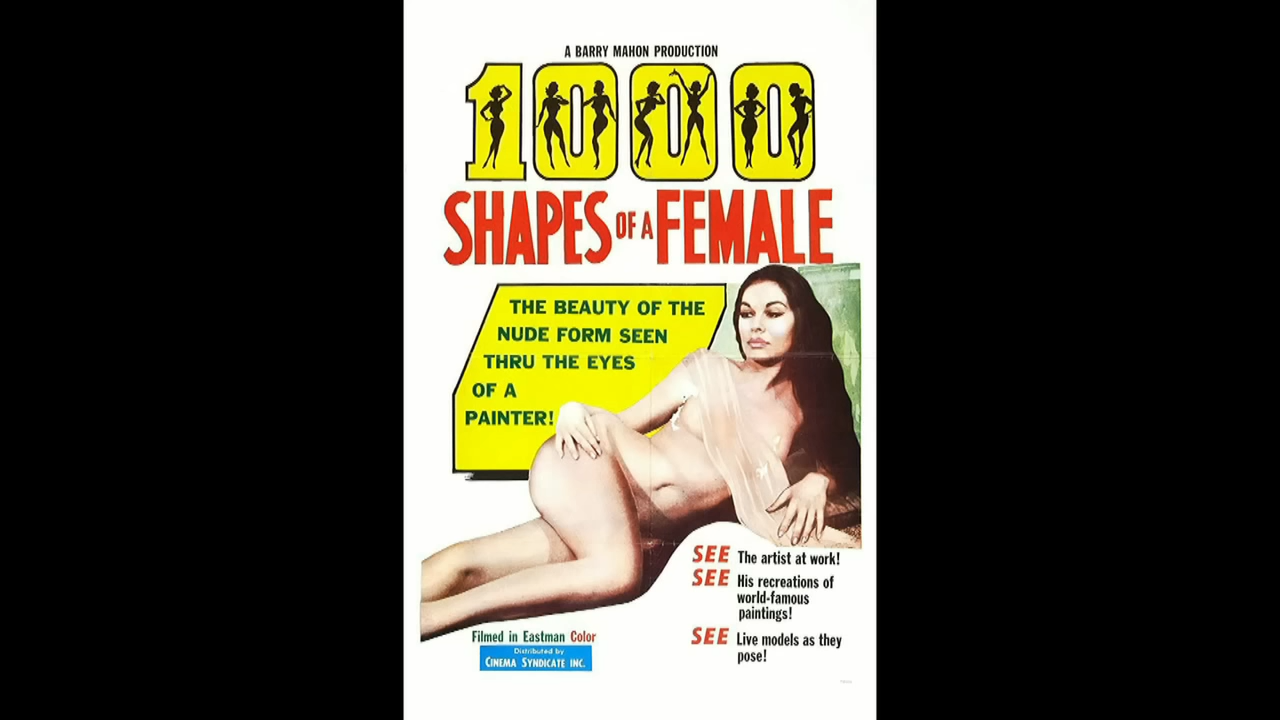 A BARRY MAHON PRODUCTION
1000
SHAPES OF A FEMALE
THE BEAUTY OF THE
NUDE FORM SEEN
THRU THE EYES
OF A
PAINTER!
SEE The artist at work!
SEE His recreations of
world-famous
paintings!
SEE Live models as they
pose!
Filmed in Eastman Color
Distributed by
CINEMA SYNDICATE INC.